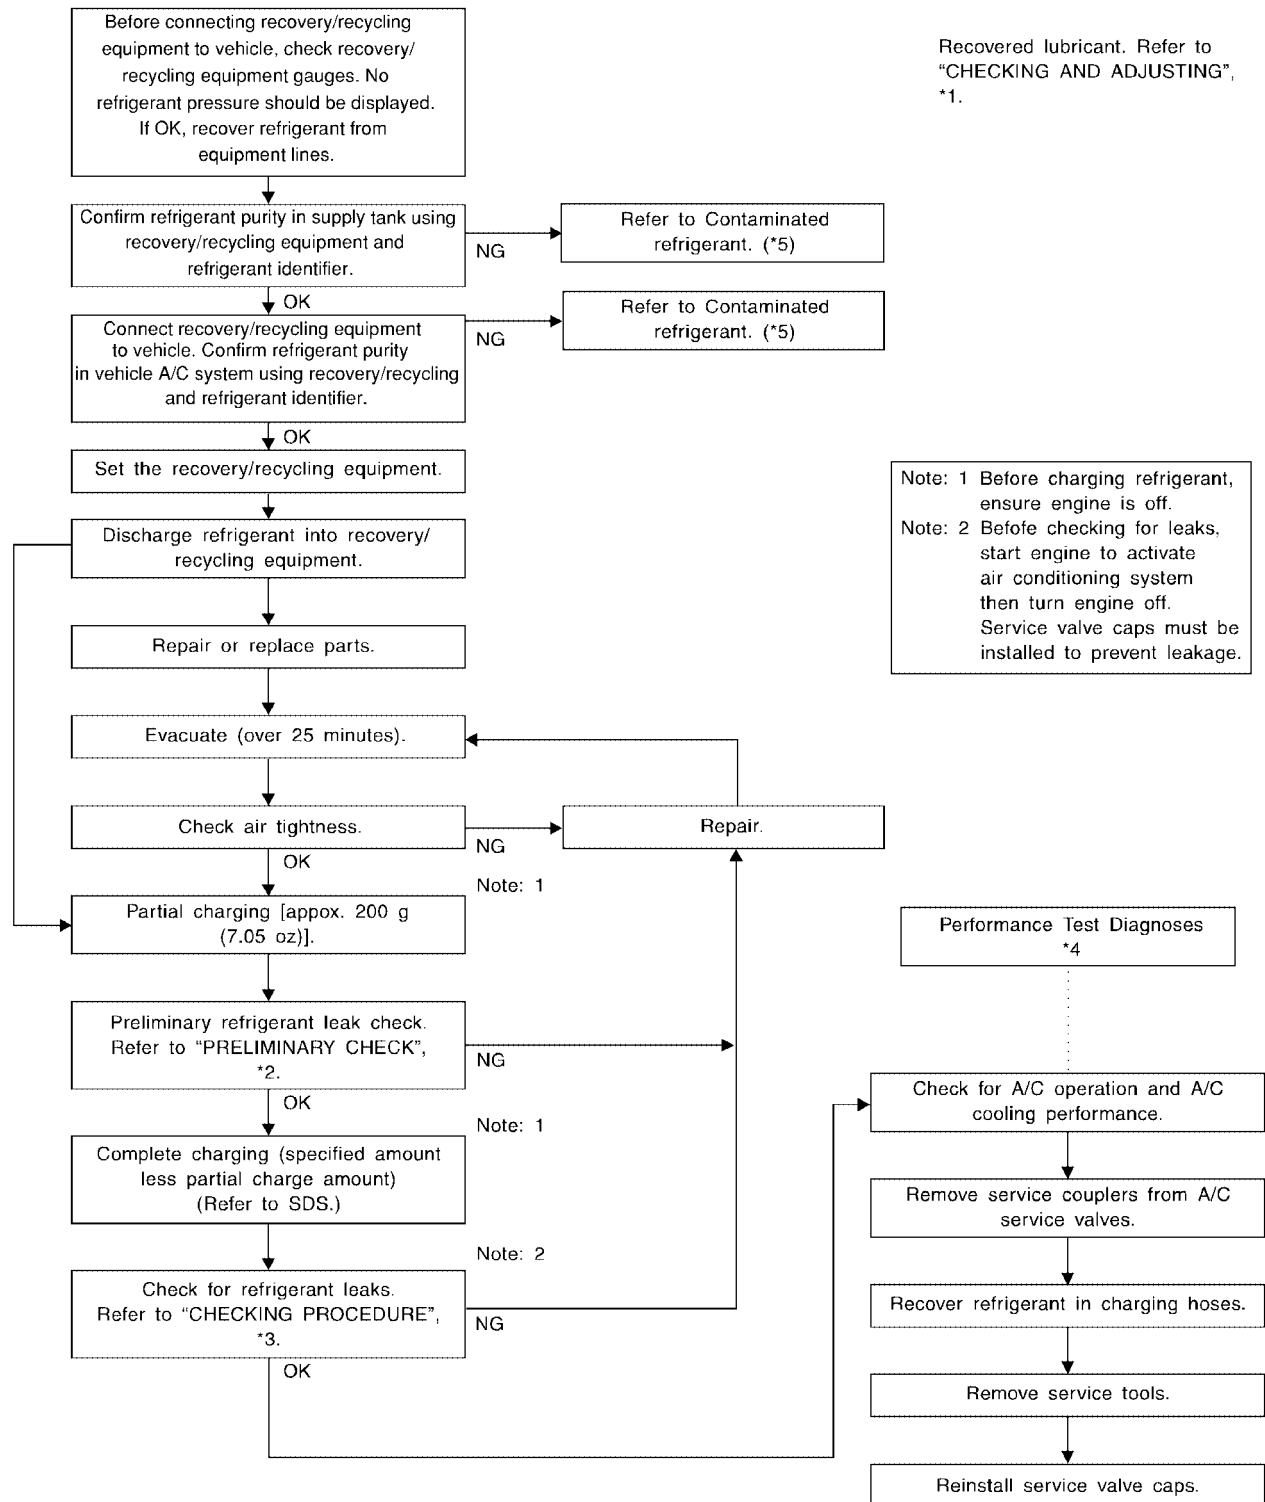 Before connecting recovery/recycling
equipment to vehicle, check recovery/
recycling equipment gauges. No
refrigerant pressure should be displayed.
If OK, recover refrigerant from
equipment lines.
Recovered lubricant. Refer to
“CHECKING AND ADJUSTING”,
*1.
Confirm refrigerant purity in supply tank using
recovery/recycling equipment and
refrigerant identifier.
NG
Refer to Contaminated
refrigerant. (*5)
OK
Connect recovery/recycling equipment
to vehicle. Confirm refrigerant purity
in vehicle A/C system using recovery/recycling
and refrigerant identifier.
NG
Refer to Contaminated
refrigerant. (*5)
OK
Set the recovery/recycling equipment.
Discharge refrigerant into recovery/
recycling equipment.
Note: 1 Before charging refrigerant,
ensure engine is off.
Note: 2 Befofe checking for leaks,
start engine to activate
air conditioning system
then turn engine off.
Service valve caps must be
installed to prevent leakage.
Repair or replace parts.
Evacuate (over 25 minutes).
Check air tightness.
NG
Repair.
OK
Note: 1
Partial charging [appox. 200 g
(7.05 oz)].
Preliminary refrigerant leak check.
Refer to “PRELIMINARY CHECK”,
*2.
NG
OK
Note: 1
Complete charging (specified amount
less partial charge amount)
(Refer to SDS.)
Note: 2
Check for refrigerant leaks.
Refer to “CHECKING PROCEDURE”,
*3.
NG
OK
Performance Test Diagnoses
*4
Check for A/C operation and A/C
cooling performance.
Remove service couplers from A/C
service valves.
Recover refrigerant in charging hoses.
Remove service tools.
Reinstall service valve caps.